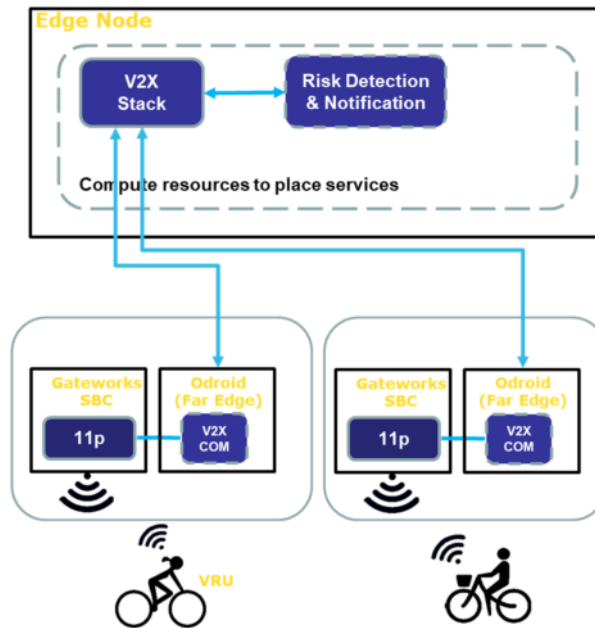 Edge Node
V2X
Stack
Risk Detection
& Notification
Compute resources to place services
Gateworks
SBC
11p
Odroid
(Far Edge)
V2X
COM
Gateworks
SBC
11p
Odroid
(Far Edge)
V2X
COM
VRU